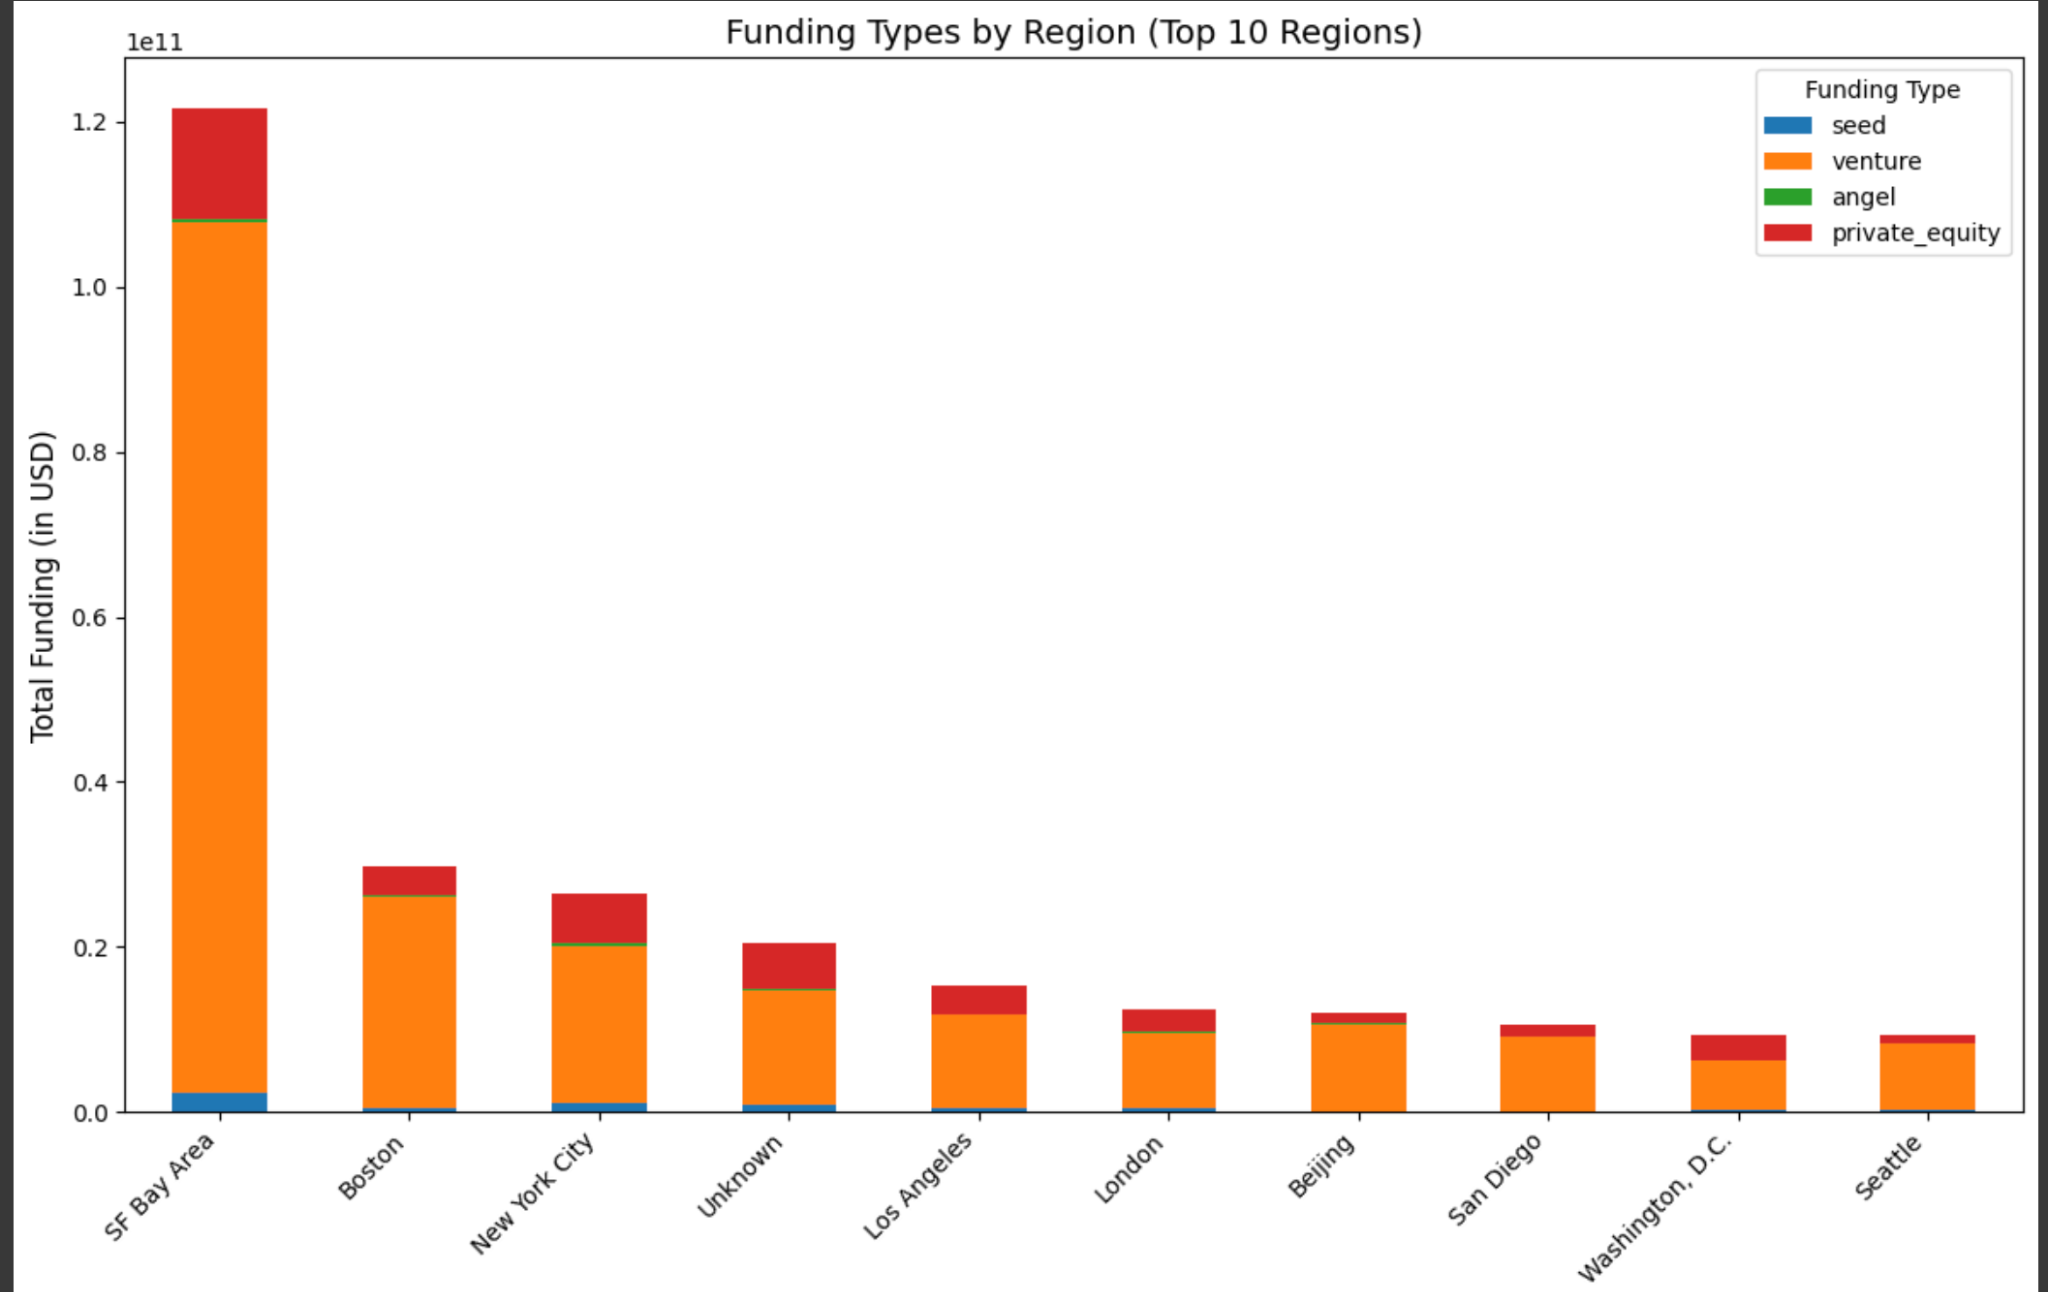 Funding Types by Region (Top 10 Regions)
1e11
Funding Type
seed
venture
angel
private_equity
Total Funding (in USD)
1.2
1.0
0.8
0.6
0.4
0.2
0.0
SF Bay Area
Boston
New York City
Unknown
Los Angeles
London
Beijing
San Diego
Washington, D.C.
Seattle